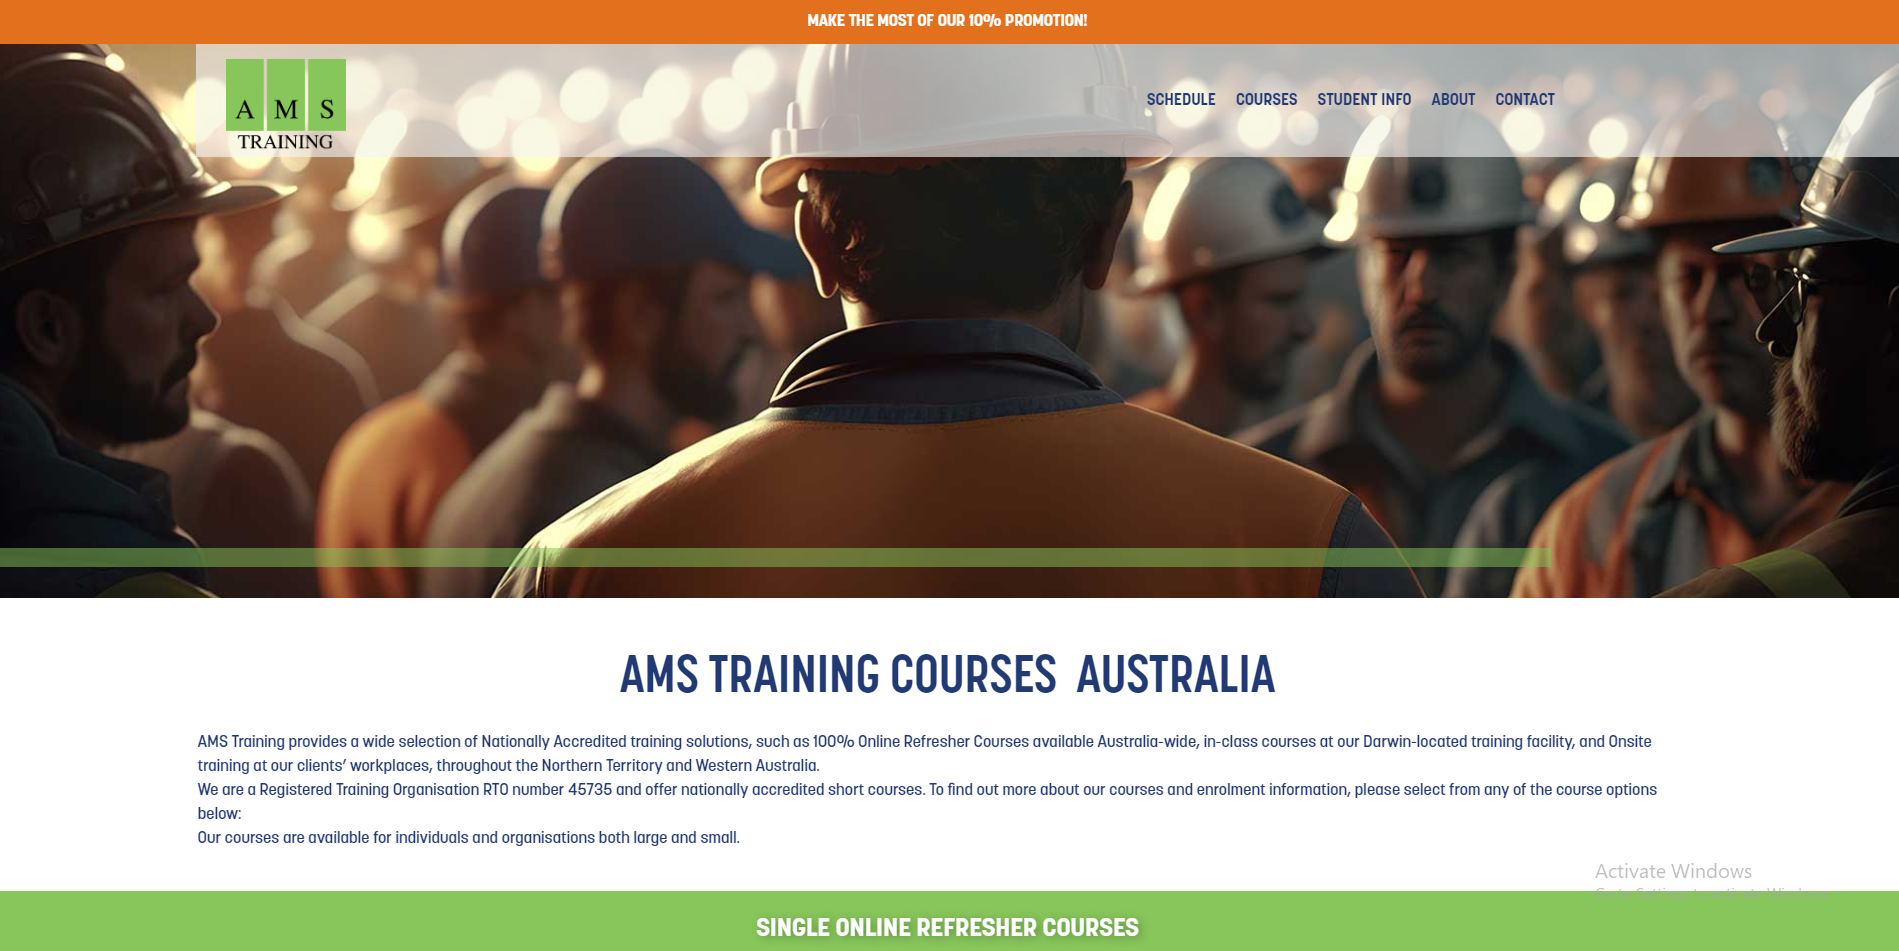 MAKE THE MOST OF OUR 10% PROMOTION!
A M S
TRAINING
SCHEDULE COURSES STUDENT INFO ABOUT CONTACT
AMS TRAINING COURSES AUSTRALIA
AMS Training provides a wide selection of Nationally Accredited training solutions, such as 100% Online Refresher Courses available Australia-wide, in-class courses at our Darwin-located training facility, and Onsite
training at our clients’ workplaces, throughout the Northern Territory and Western Australia.
We are a Registered Training Organisation RTO number 45735 and offer nationally accredited short courses. To find out more about our courses and enrolment information, please select from any of the course options
below:
Our courses are available for individuals and organisations both large and small.
Activate Windows
SINGLE ONLINE REFRESHER COURSES